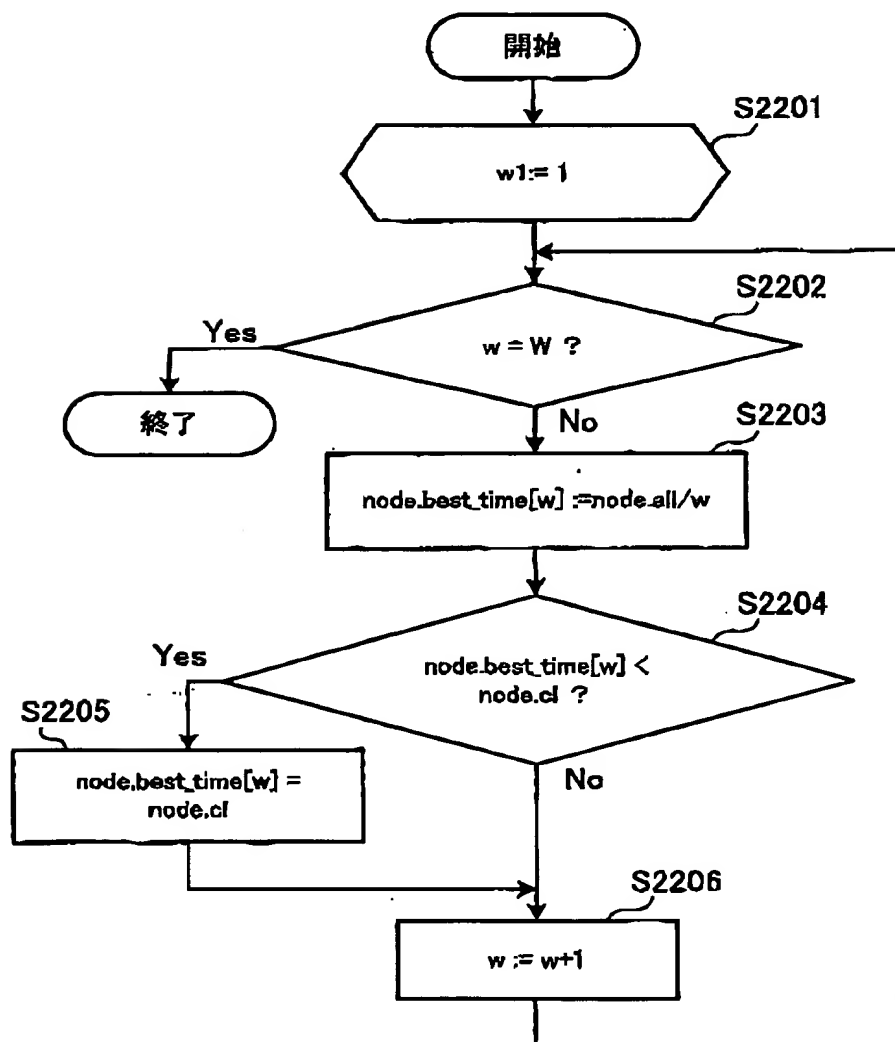 開始
S2201
w1:= 1
S2202
Yes
w = W ?
終了
No
S2203
node.best_time[w] :=node.all/w
S2204
Yes
node.best_time[w] <
node.cl ?
S2205
node.best_time[w] =
node.cl
No
S2206
w := w+1